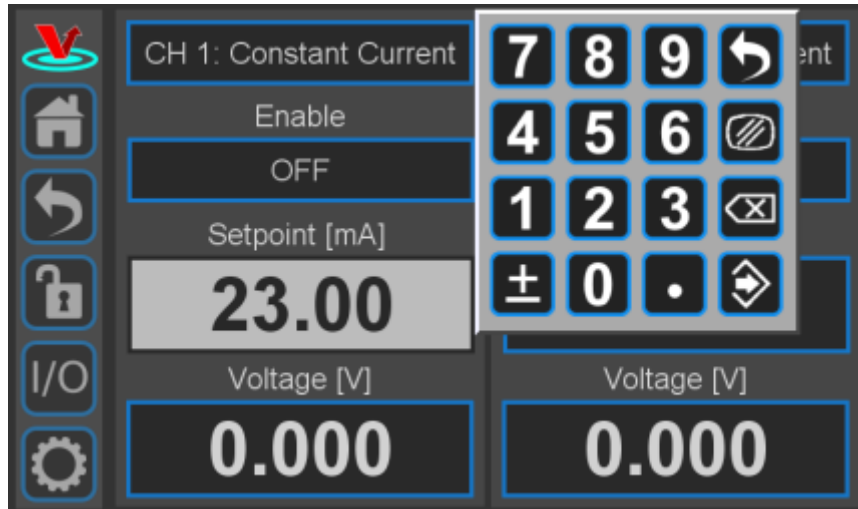 CH 1: Constant Current
ent
Enable
OFF
Setpoint [mA]
23.00
Voltage [V]
0.000
Voltage [V]
0.000
7 8 9
4 5 6
1 2 3
± 0 .
I/O